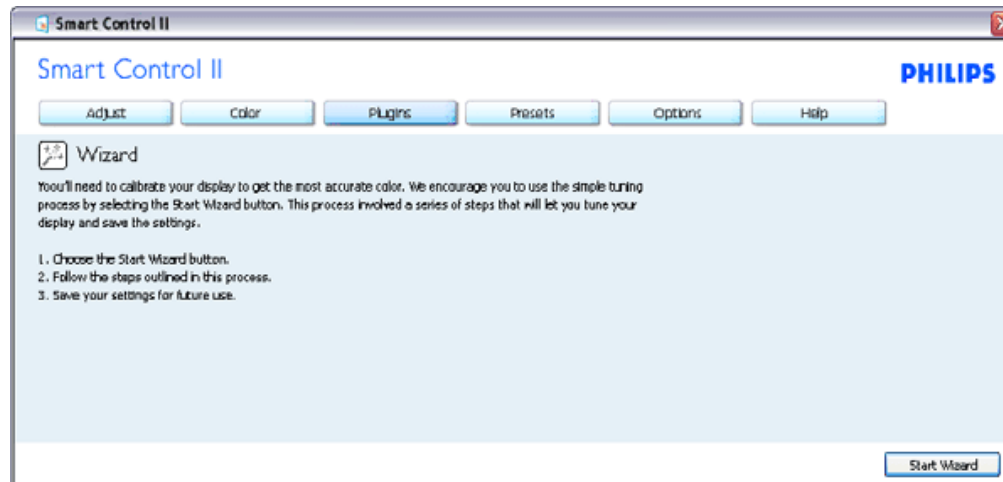 Smart Control II
Smart Control II
PHILIPS
Adjust Color Plugins Presets Options Help
Wizard
Yoou'll need to calibrate your display to get the most accurate color. We encourage you to use the simple tuning
process by selecting the Start Wizard button. This process involved a series of steps that will let you tune your
display and save the settings.
1. Choose the Start Wizard button.
2. Follow the steps outlined in this process.
3. Save your settings for future use.
Start Wizard